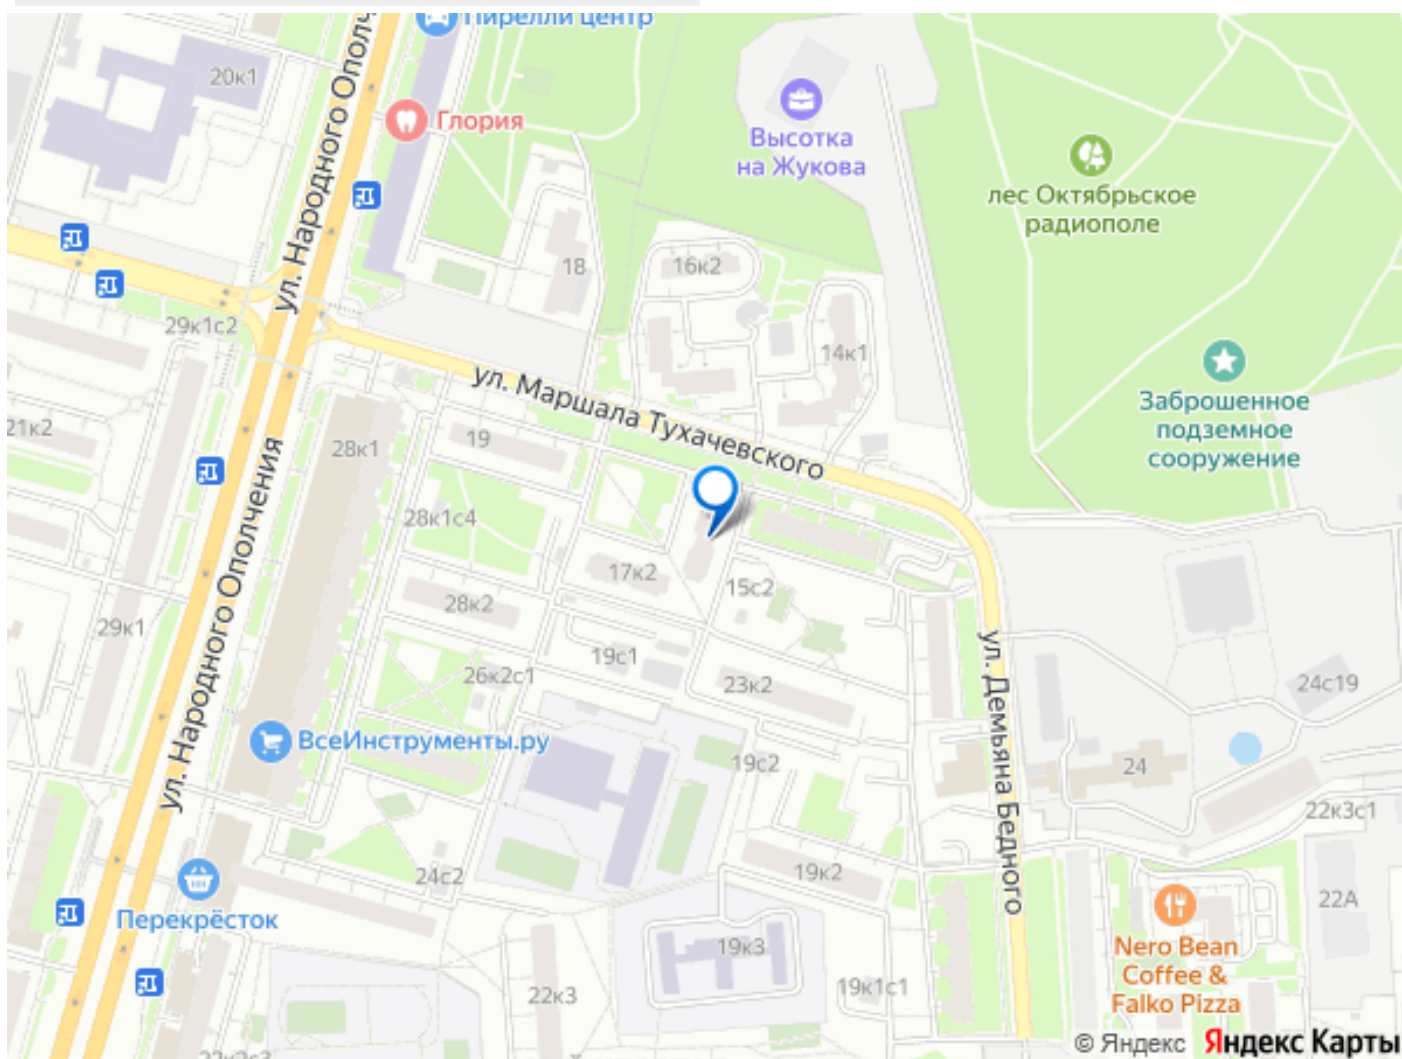 Пирелли центр
20к1
ул. Народного Ополч
Глория
Высотка
на Жукова
лес Октябрьское
радиополе
18
16к2
29к1с2
14к1
ул. Маршала Тухачевского
Заброшенное
подземное
сооружение
21к2
19
28к1
28к1с4
ул. Народного Ополчения
17к2
15с2
28к2
29к1
19с1
26к2с1
23к2
ул. Демьяна Бедного
24с19
ВсеИнструменты.ру
19с2
24
22к3с1
24с2
19к2
Перекрёсток
22А
19к3
Nero Bean
Coffee &
Falko Pizza
22к3
19к1с1
22к2с3
© Яндекс Яндекс Карты